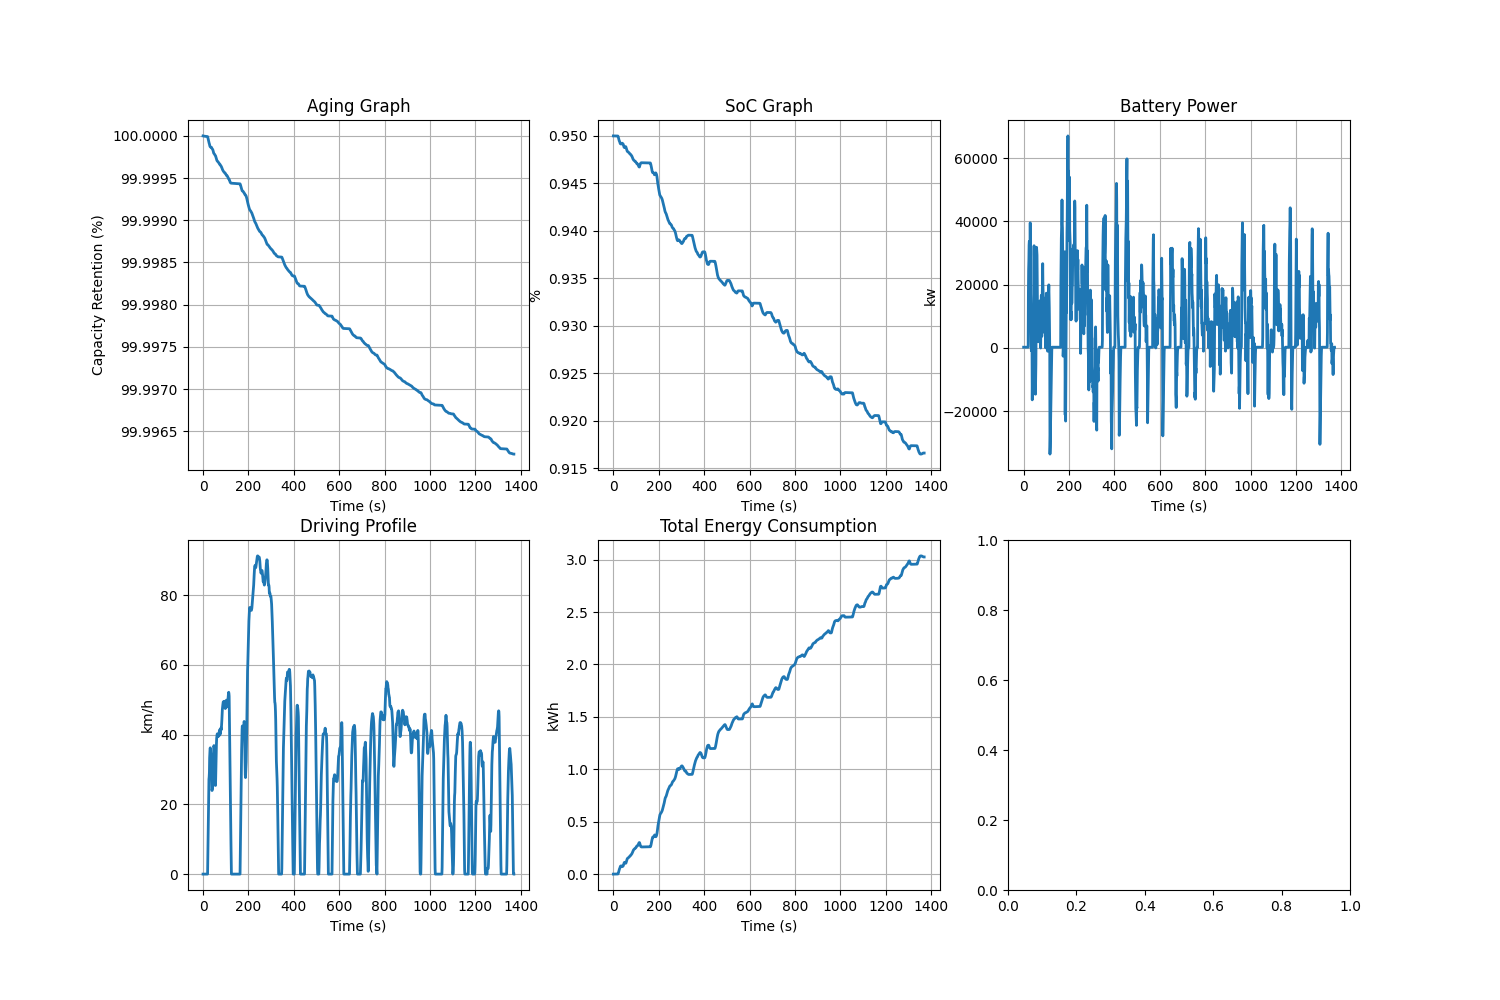 Aging Graph
100.0000
99.9995
99.9990
99.9985
99.9980
99.9975
99.9970
99.9965
Capacity Retention (%)
0 200 400 600 800 1000 1200 1400
Time (s)
SoC Graph
0.950
0.945
0.940
0.935
0.930
0.925
0.920
0.915
%
0 200 400 600 800 1000 1200 1400
Time (s)
Battery Power
60000
40000
20000
0
−20000
kw
0 200 400 600 800 1000 1200 1400
Time (s)
Driving Profile
80
60
40
20
0
km/h
0 200 400 600 800 1000 1200 1400
Time (s)
Total Energy Consumption
3.0
2.5
2.0
1.5
1.0
0.5
0.0
kWh
0 200 400 600 800 1000 1200 1400
Time (s)
1.0
0.8
0.6
0.4
0.2
0.0
0.0 0.2 0.4 0.6 0.8 1.0